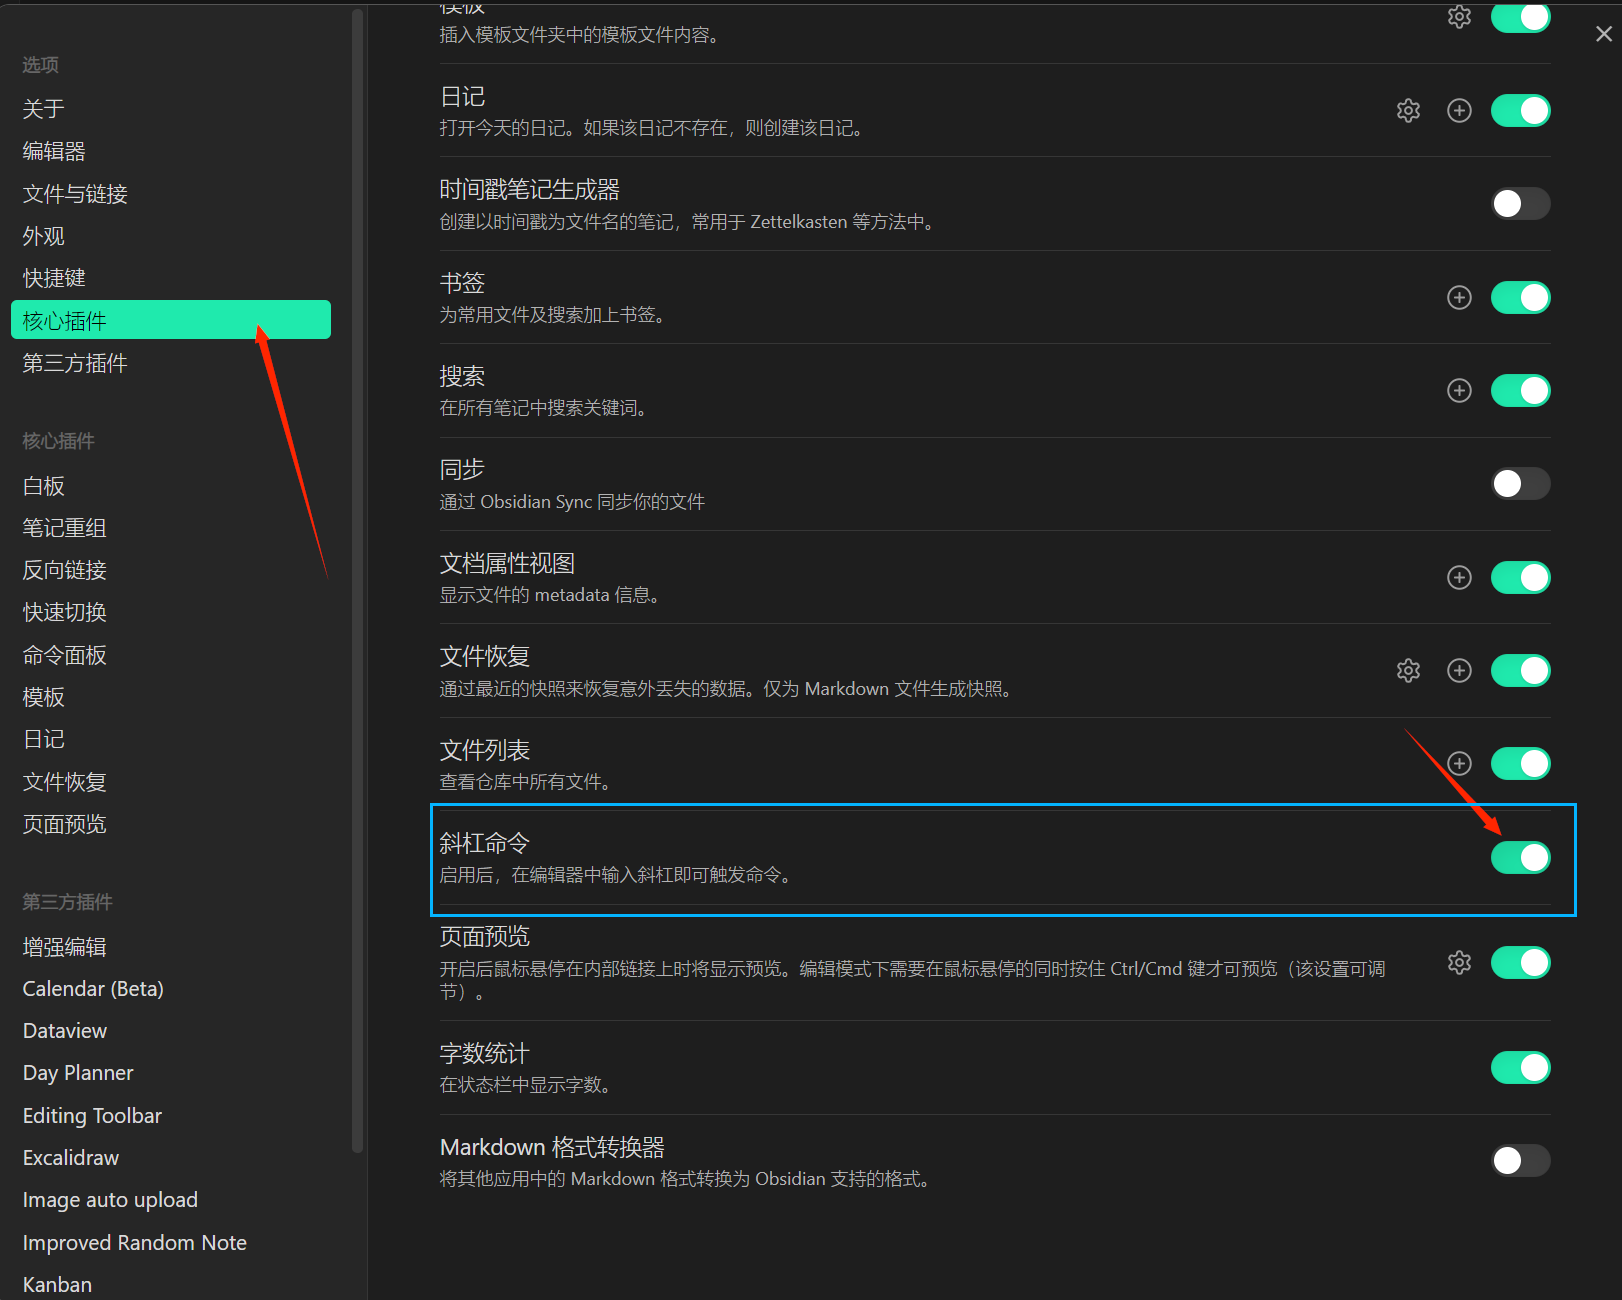 选项
关于
编辑器
文件与链接
外观
快捷键
核心插件
第三方插件
核心插件
白板
笔记重组
反向链接
快速切换
命令面板
模板
日记
文件恢复
页面预览
第三方插件
增强编辑
Calendar (Beta)
Dataview
Day Planner
Editing Toolbar
Excalidraw
Image auto upload
Improved Random Note
Kanban
模板
插入模板文件夹中的模板文件内容。
日记
打开今天的日记。如果该日记不存在，则创建该日记。
时间戳笔记生成器
创建以时间戳为文件名的笔记，常用于 Zettelkasten 等方法中。
书签
为常用文件及搜索加上书签。
搜索
在所有笔记中搜索关键词。
同步
通过 Obsidian Sync 同步你的文件
文档属性视图
显示文件的 metadata 信息。
文件恢复
通过最近的快照来恢复意外丢失的数据。仅为 Markdown 文件生成快照。
文件列表
查看仓库中所有文件。
斜杠命令
启用后，在编辑器中输入斜杠即可触发命令。
页面预览
开启后鼠标悬停在内部链接上时将显示预览。编辑模式下需要在鼠标悬停的同时按住 Ctrl/Cmd 键才可预览（该设置可调
节）。
字数统计
在状态栏中显示字数。
Markdown 格式转换器
将其他应用中的 Markdown 格式转换为 Obsidian 支持的格式。